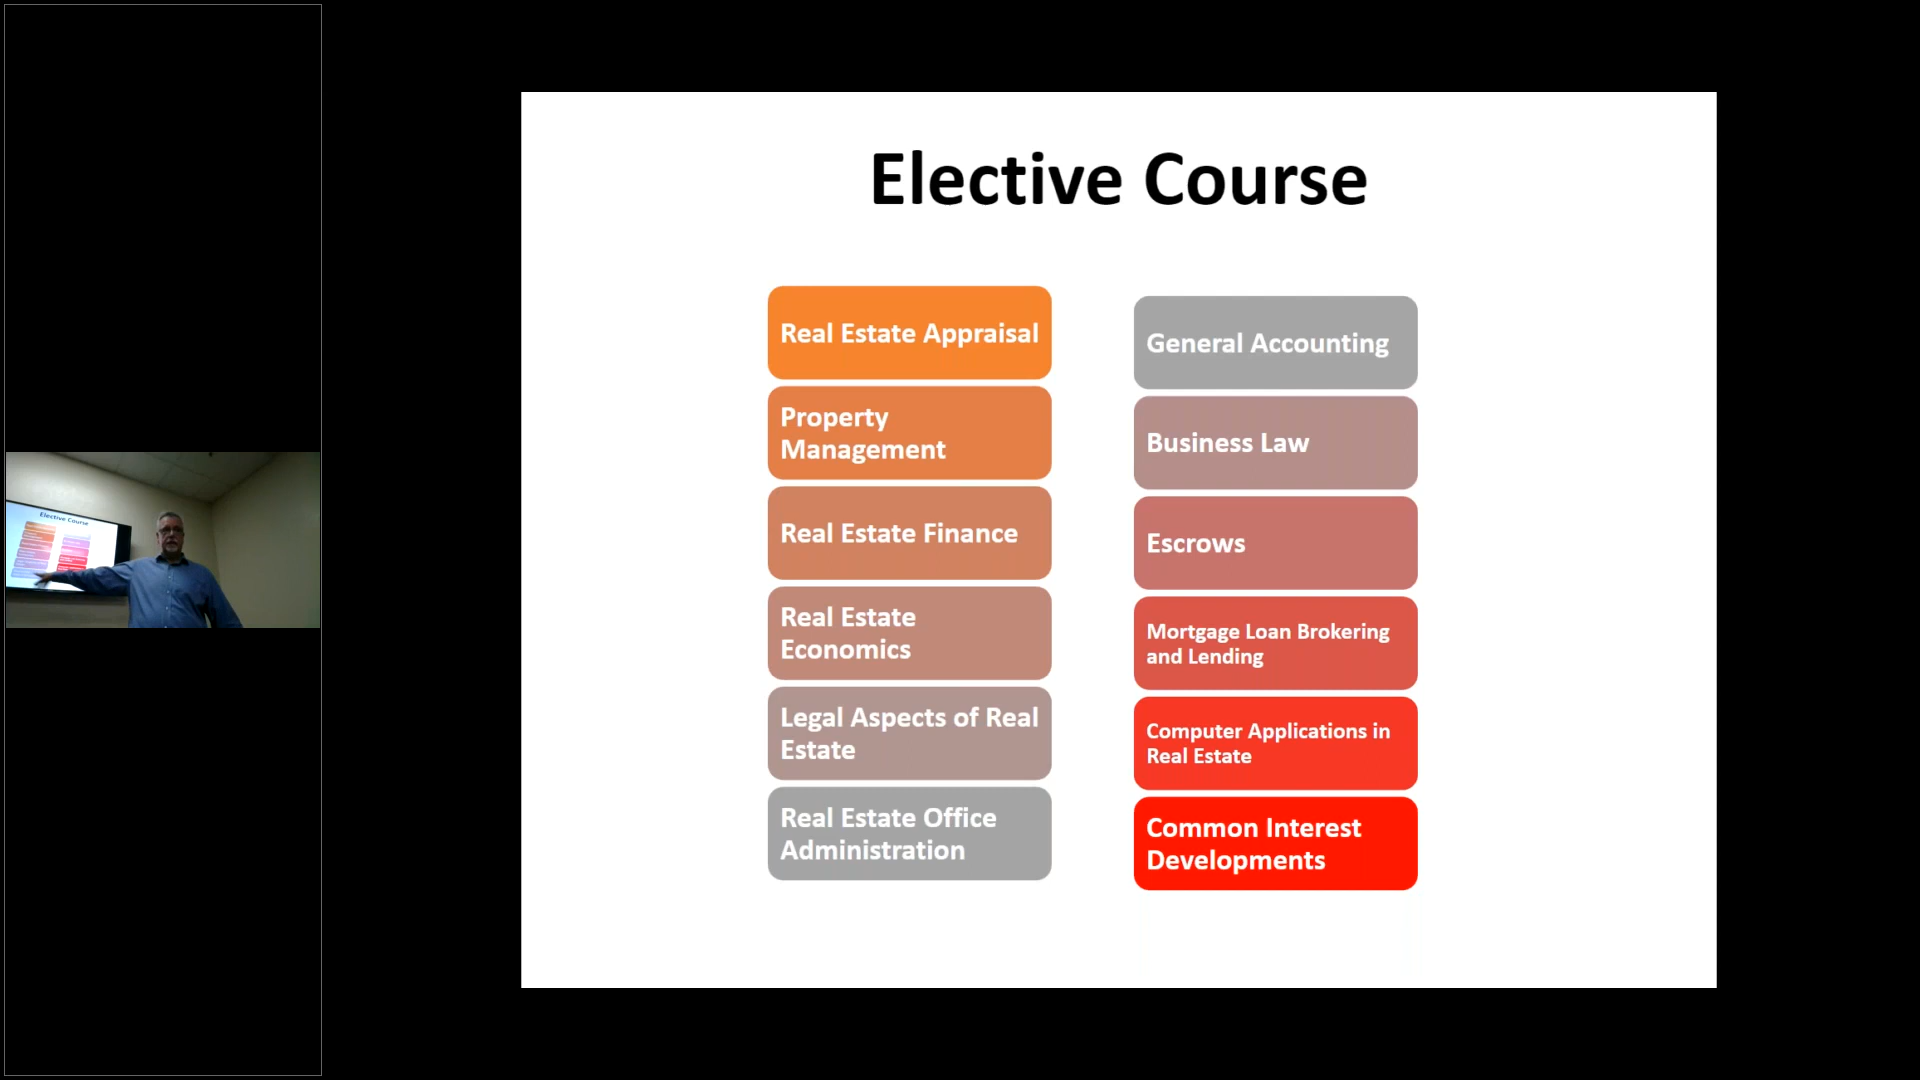 Elective Course
Real Estate Appraisal
Property
Management
Real Estate Finance
Real Estate
Economics
Legal Aspects of Real
Estate
Real Estate Office
Administration
General Accounting
Business Law
Escrows
Mortgage Loan Brokering
and Lending
Computer Applications in
Real Estate
Common Interest
Developments
Elective Course